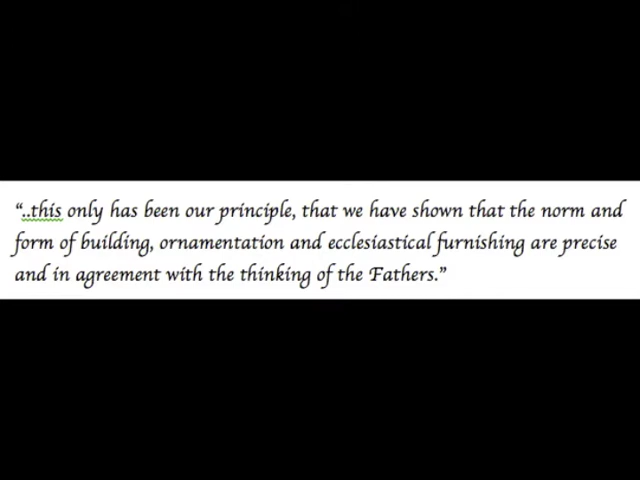 “..this only has been our principle, that we have shown that the norm and
form of building, ornamentation and ecclesiastical furnishing are precise
and in agreement with the thinking of the Fathers.”